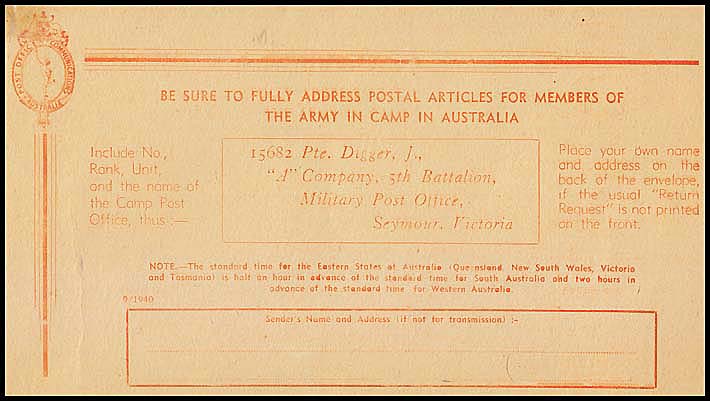 POST OFFICE COMMUNICATIONS
AUSTRALIA
BE SURE TO FULLY ADDRESS POSTAL ARTICLES FOR MEMBERS OF
THE ARMY IN CAMP IN AUSTRALIA
Include No.,
Rank, Unit,
and the name of
the Camp Post
Office, thus :—
15682 Pte. Digger, J.,
"A" Company, 5th Battalion,
Military Post Office,
Seymour, Victoria
Place your own name
and address on the
back of the envelope,
if the usual "Return
Request" is not printed
on the front.
NOTE.—The standard time for the Eastern States of Australia (Queensland, New South Wales, Victoria
and Tasmania) is half an hour in advance of the standard time for South Australia and two hours in
advance of the standard time for Western Australia.
9/1940
Sender's Name and Address (if not for transmission) :-